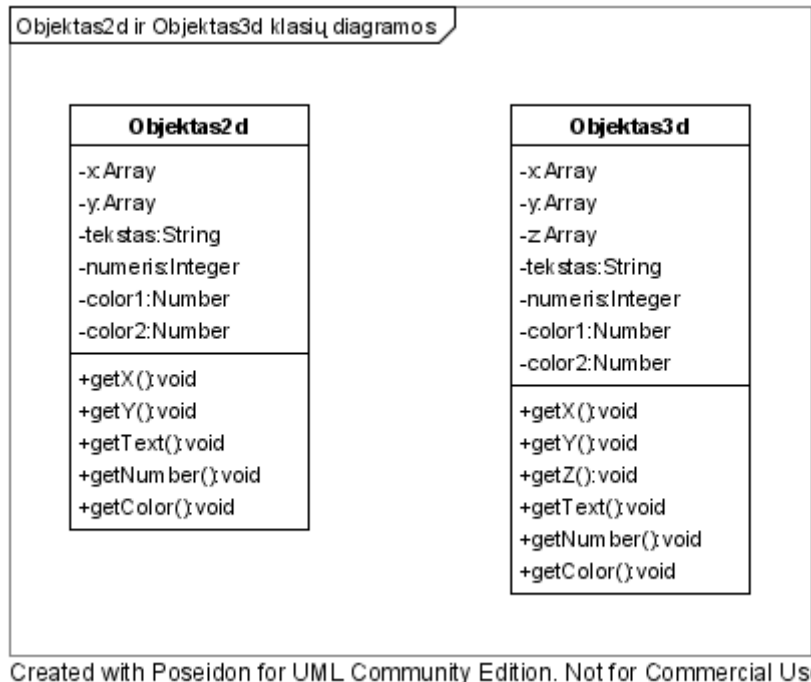 Objektas2d ir Objektas3d klasių diagramos
Objektas2d
-x:Array
-y:Array
-tekstas:String
-numeris:Integer
-color1:Number
-color2:Number
+getX():void
+getY():void
+getText():void
+getNumber():void
+getColor():void
Objektas3d
-x:Array
-y:Array
-z:Array
-tekstas:String
-numeris:Integer
-color1:Number
-color2:Number
+getX():void
+getY():void
+getZ():void
+getText():void
+getNumber():void
+getColor():void
Created with Poseidon for UML Community Edition. Not for Commercial Us